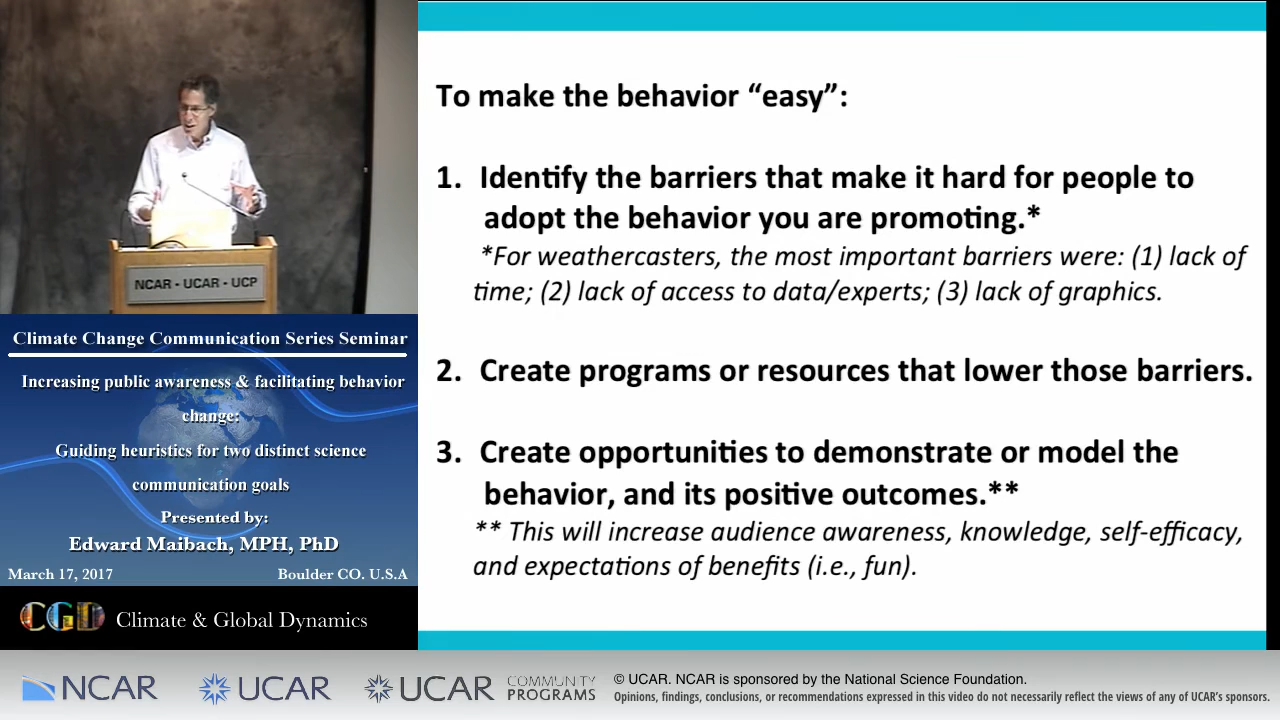 NCAR - UCAR - UCP
Climate Change Communication Series Seminar
Increasing public awareness & facilitating behavior
change:
Guiding heuristics for two distinct science
communication goals
Presented by:
Edward Maibach, MPH, PhD
March 17, 2017 Boulder CO. U.S.A
CGD Climate & Global Dynamics
To make the behavior “easy”:
1. Identify the barriers that make it hard for people to
adopt the behavior you are promoting.*
*For weathercasters, the most important barriers were: (1) lack of
time; (2) lack of access to data/experts; (3) lack of graphics.
2. Create programs or resources that lower those barriers.
3. Create opportunities to demonstrate or model the
behavior, and its positive outcomes.**
** This will increase audience awareness, knowledge, self-efficacy,
and expectations of benefits (i.e., fun).
NCAR UCAR UCAR COMMUNITY
PROGRAMS
© UCAR. NCAR is sponsored by the National Science Foundation.
Opinions, findings, conclusions, or recommendations expressed in this video do not necessarily reflect the views of any of UCAR's sponsors.